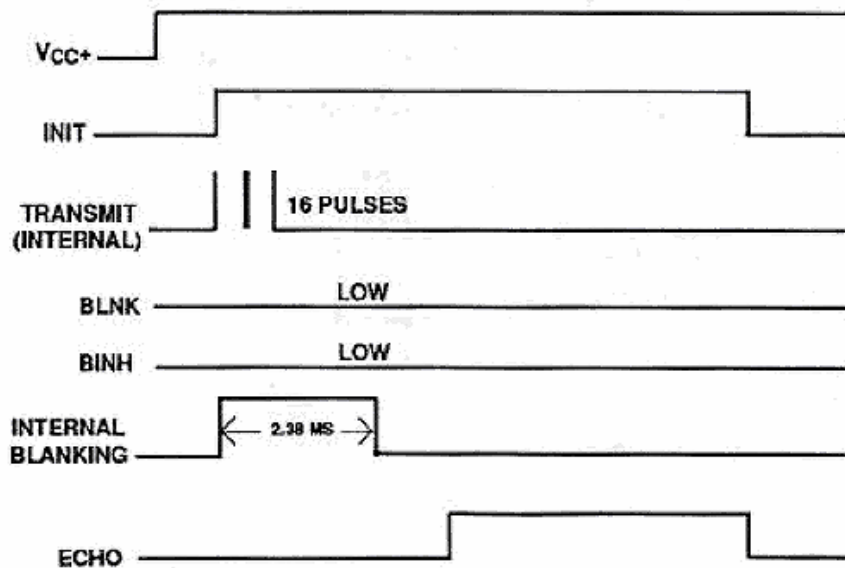 VCC+
INIT
TRANSMIT
(INTERNAL)
16 PULSES
BLNK
LOW
BINH
LOW
INTERNAL
BLANKING
2.38 MS
ECHO